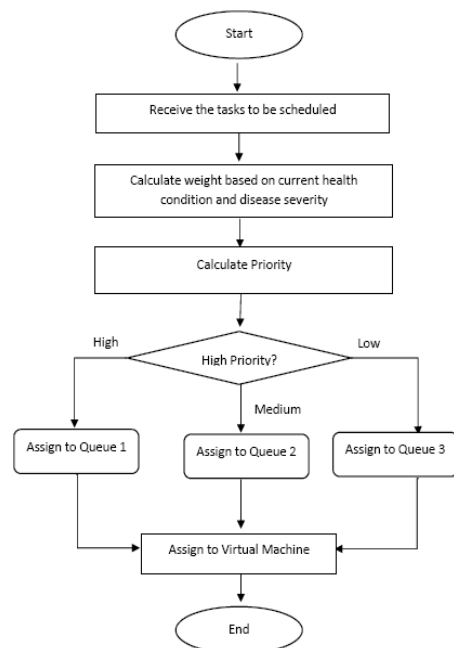 Start
Receive the tasks to be scheduled
Calculate weight based on current health
condition and disease severity
Calculate Priority
High
Low
High Priority?
Medium
Assign to Queue 1
Assign to Queue 2
Assign to Queue 3
Assign to Virtual Machine
End